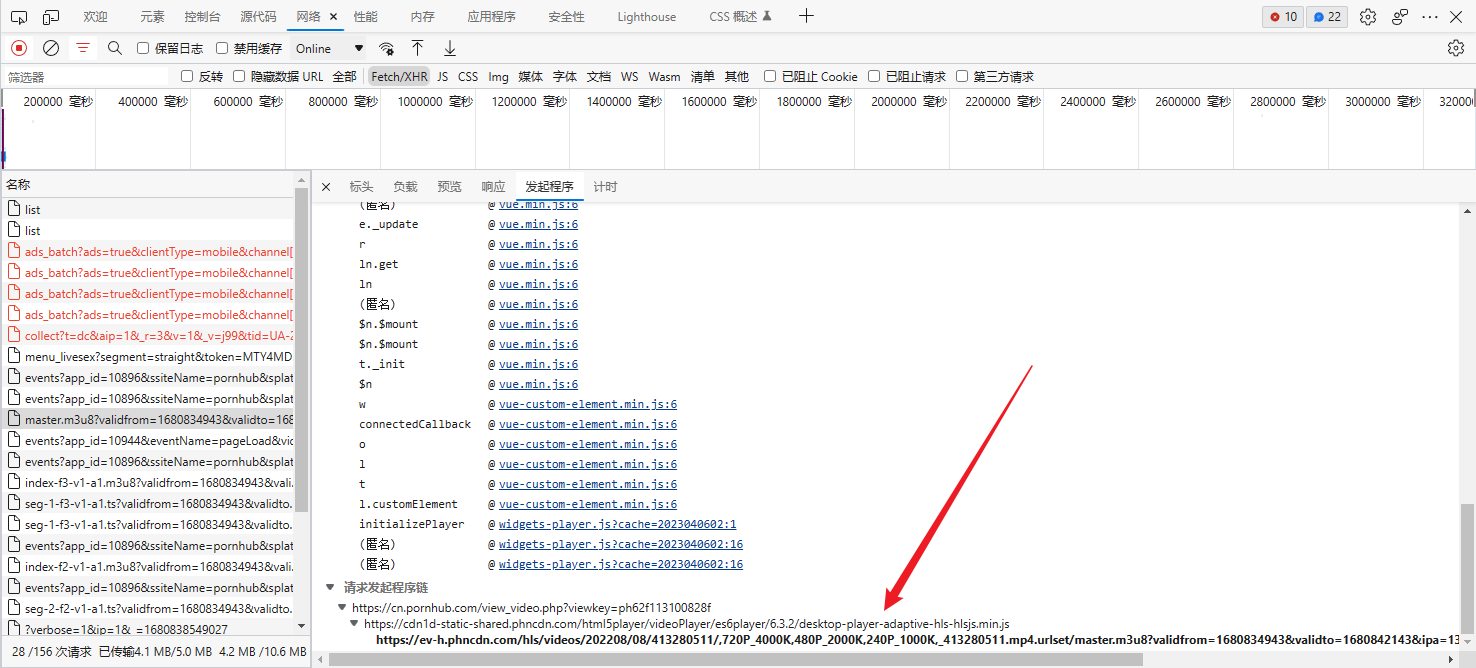 欢迎 元素 控制台 源代码 网络 性能 内存 应用程序 安全性 Lighthouse CSS 概述 10 22
保留日志 禁用缓存 Online
筛选器 反转 隐藏数据 URL 全部 Fetch/XHR JS CSS Img 媒体 字体 文档 WS Wasm 清单 其他 已阻止 Cookie 已阻止请求 第三方请求
200000 毫秒 400000 毫秒 600000 毫秒 800000 毫秒 1000000 毫秒 1200000 毫秒 1400000 毫秒 1600000 毫秒 1800000 毫秒 2000000 毫秒 2200000 毫秒 2400000 毫秒 2600000 毫秒 2800000 毫秒 3000000 毫秒 32000
名称
list
list
ads_batch?ads=true&clientType=mobile&channel[
ads_batch?ads=true&clientType=mobile&channel[
ads_batch?ads=true&clientType=mobile&channel[
ads_batch?ads=true&clientType=mobile&channel[
collect?t=dc&aip=1&_r=3&v=1&_v=j99&tid=UA-2
menu_livesex?segment=straight&token=MTY4MD
events?app_id=10896&ssiteName=pornhub&splat
events?app_id=10896&ssiteName=pornhub&splat
master.m3u8?validfrom=1680834943&validto=168
events?app_id=10944&eventName=pageLoad&vid
events?app_id=10896&ssiteName=pornhub&splat
index-f3-v1-a1.m3u8?validfrom=1680834943&vali
seg-1-f3-v1-a1.ts?validfrom=1680834943&validto.
seg-1-f3-v1-a1.ts?validfrom=1680834943&validto.
events?app_id=10896&ssiteName=pornhub&splat
index-f2-v1-a1.m3u8?validfrom=1680834943&vali.
events?app_id=10896&ssiteName=pornhub&splat
seg-2-f2-v1-a1.ts?validfrom=1680834943&validto.
?verbose=1&ip=1&_=1680838549027
28 /156 次请求 已传输4.1 MB/5.0 MB 4.2 MB /10.6 MB
标头 负载 预览 响应 发起程序 计时
(匿名) @ vue.min.js:6
e._update @ vue.min.js:6
r @ vue.min.js:6
ln.get @ vue.min.js:6
ln @ vue.min.js:6
(匿名) @ vue.min.js:6
$n.$mount @ vue.min.js:6
$n.$mount @ vue.min.js:6
t._init @ vue.min.js:6
$n @ vue.min.js:6
w @ vue-custom-element.min.js:6
connectedCallback @ vue-custom-element.min.js:6
o @ vue-custom-element.min.js:6
l @ vue-custom-element.min.js:6
t @ vue-custom-element.min.js:6
l.customElement @ vue-custom-element.min.js:6
initializePlayer @ widgets-player.js?cache=2023040602:1
(匿名) @ widgets-player.js?cache=2023040602:16
(匿名) @ widgets-player.js?cache=2023040602:16
请求发起程序链
https://cn.pornhub.com/view_video.php?viewkey=ph62f113100828f
https://cdn1d-static-shared.phncdn.com/html5player/videoPlayer/es6player/6.3.2/desktop-player-adaptive-hls-hlsjs.min.js
https://ev-h.phncdn.com/hls/videos/202208/08/413280511/,720P_4000K,480P_2000K,240P_1000K,_413280511.mp4.urlset/master.m3u8?validfrom=1680834943&validto=1680842143&ipa=13